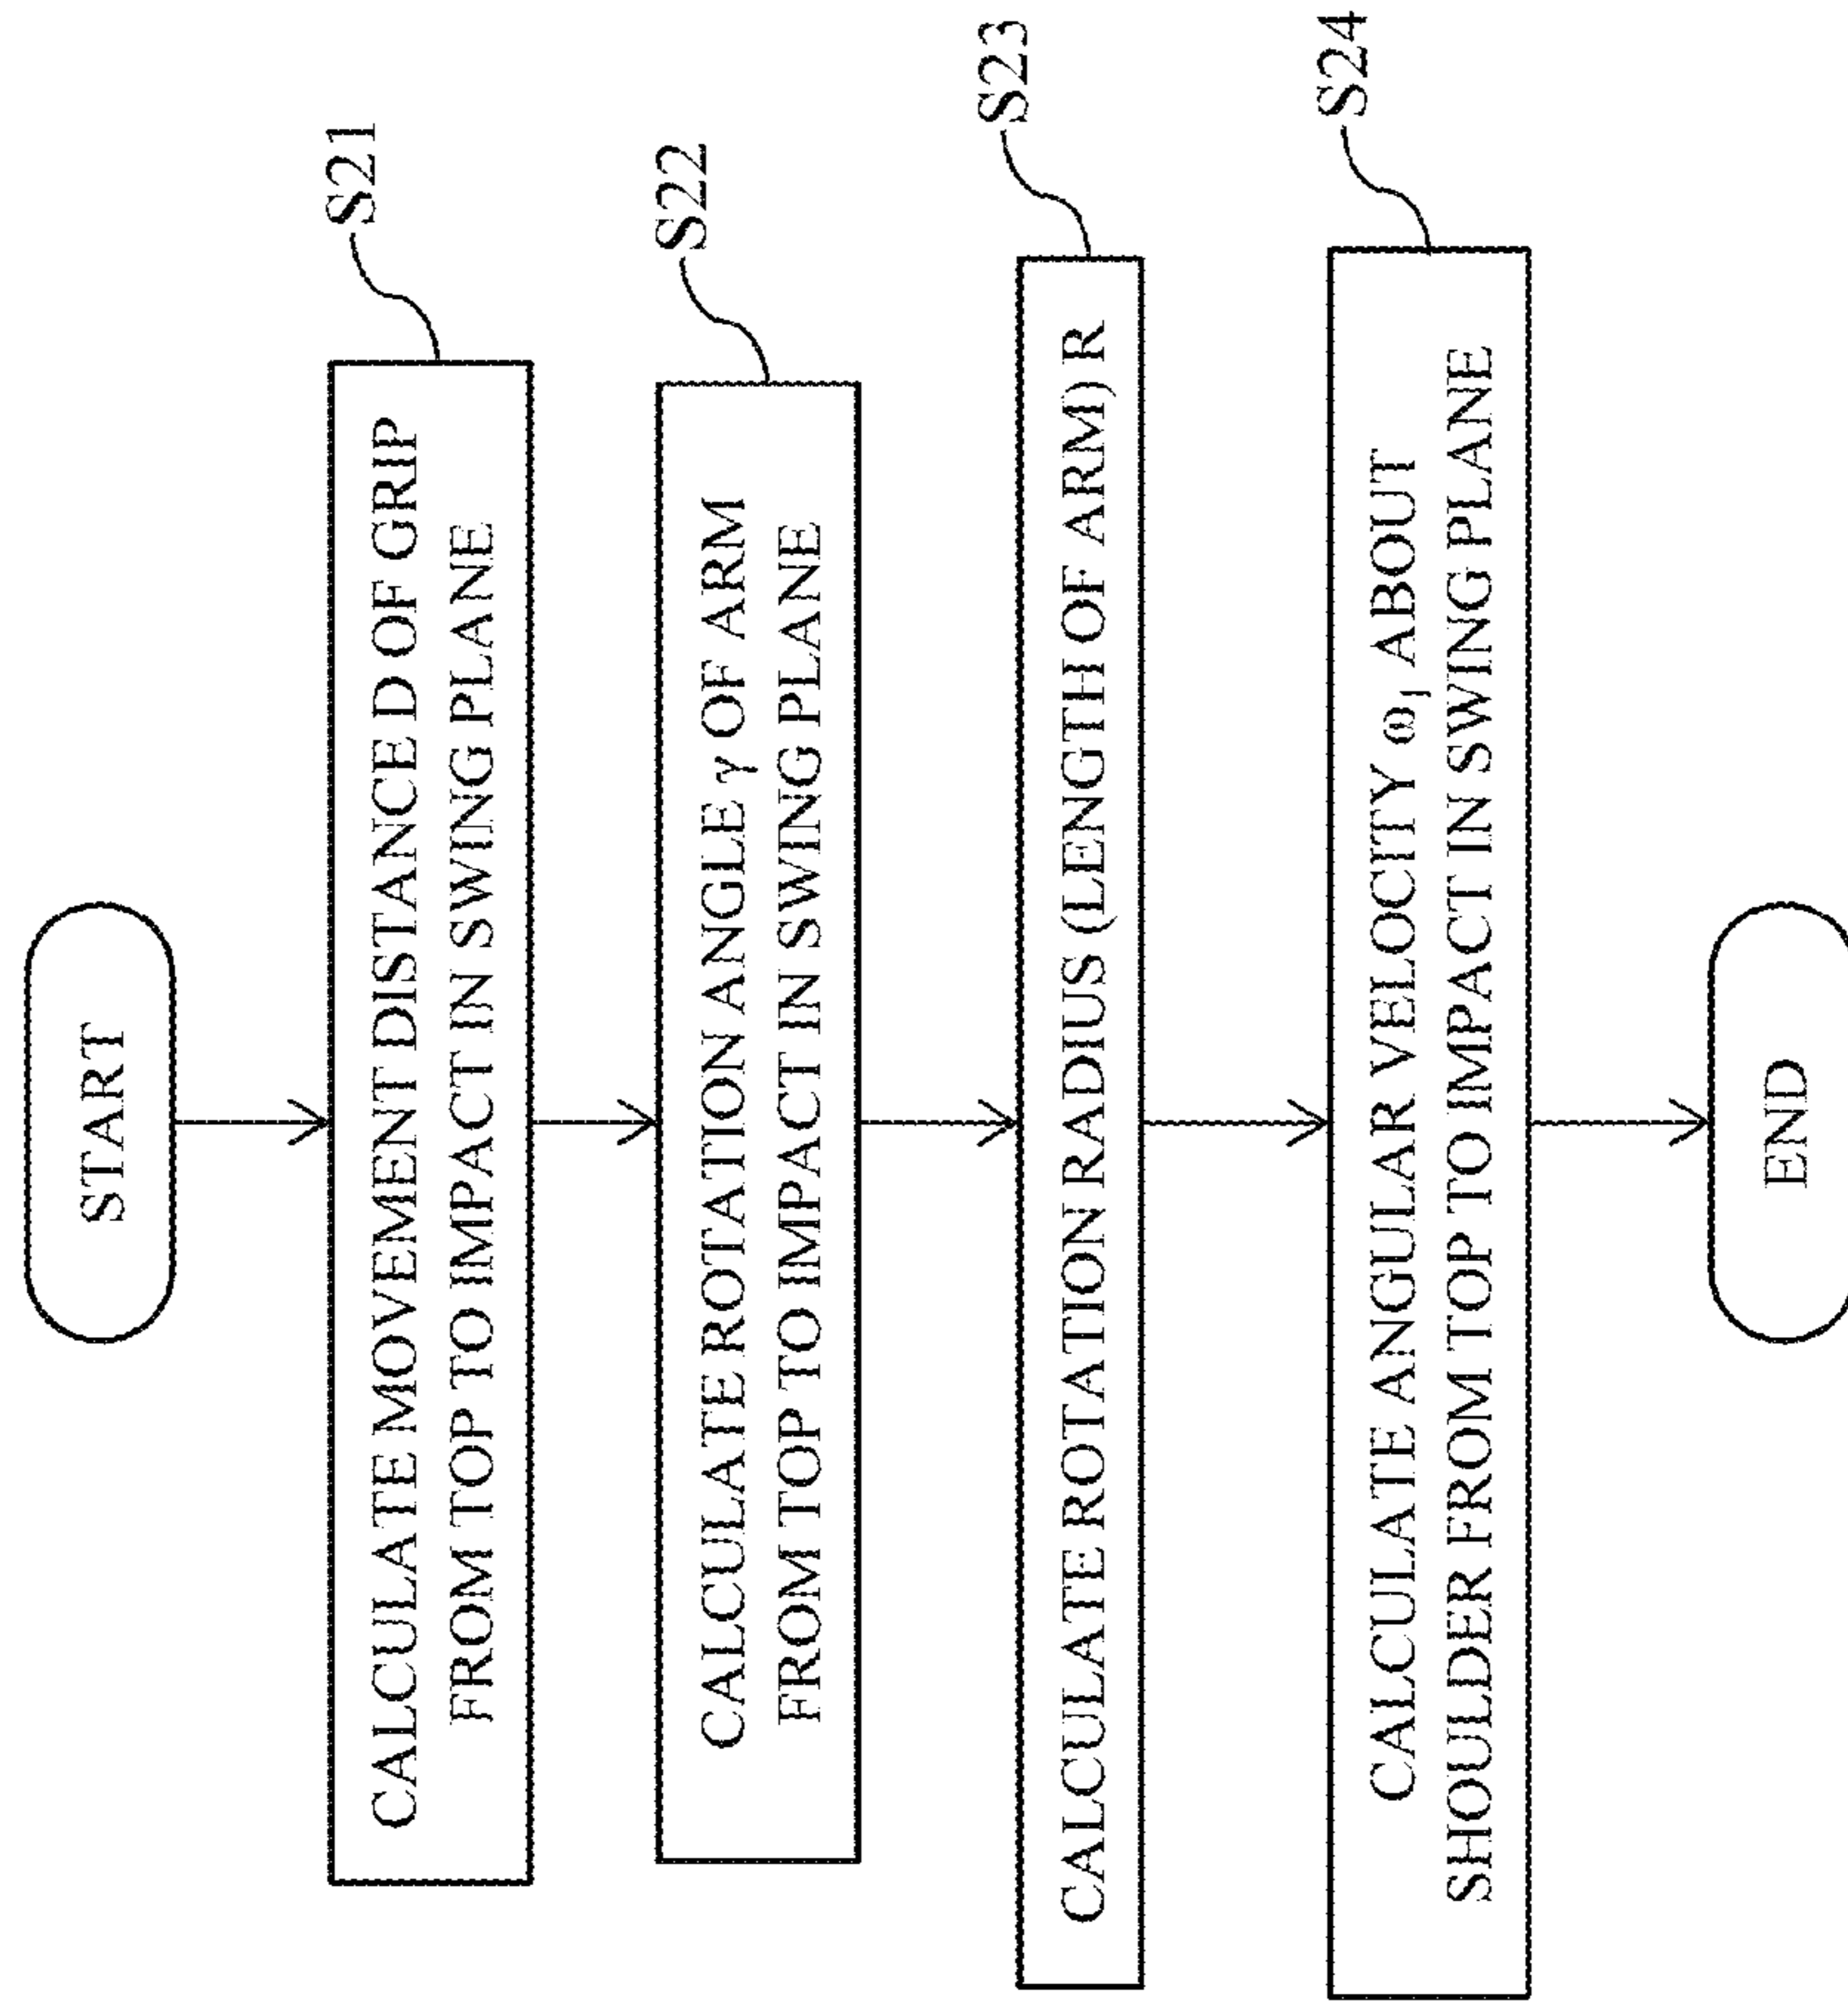 START
S21
CALCULATE MOVEMENT DISTANCE D OF GRIP
FROM TOP TO IMPACT IN SWING PLANE
S22
CALCULATE ROTATION ANGLE γ OF ARM
FROM TOP TO IMPACT IN SWING PLANE
S23
CALCULATE ROTATION RADIUS (LENGTH OF ARM) R
S24
CALCULATE ANGULAR VELOCITY ω₁ ABOUT
SHOULDER FROM TOP TO IMPACT IN SWING PLANE
END